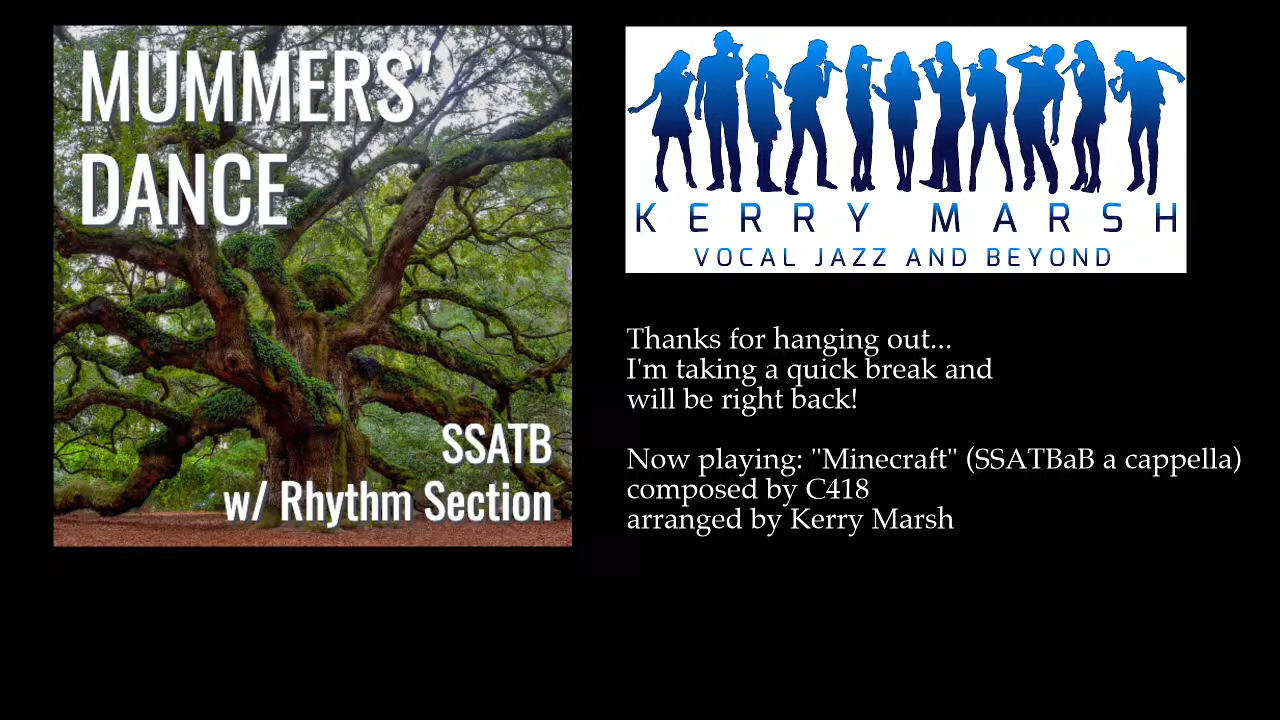 MUMMERS'
DANCE
SSATB
w/ Rhythm Section
KERRY MARSH
VOCAL JAZZ AND BEYOND
Thanks for hanging out...
I'm taking a quick break and
will be right back!
Now playing: "Minecraft" (SSATBaB a cappella)
composed by C418
arranged by Kerry Marsh